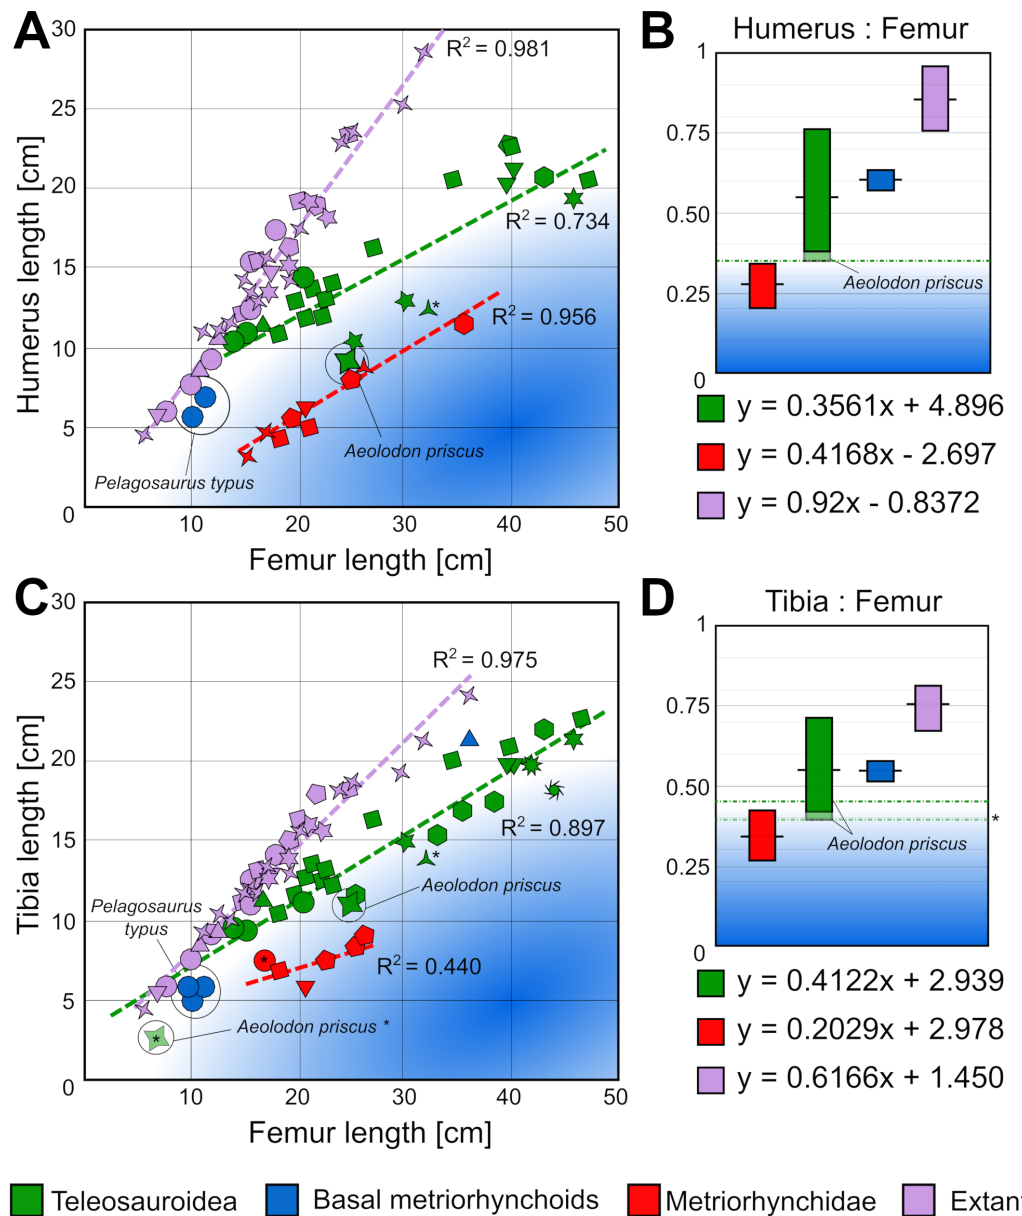 A
30
25
20
15
10
5
0
Humerus length [cm]
R² = 0.981
R² = 0.734
R² = 0.956
*
Aeolodon priscus
Pelagosaurus typus
10
20
30
40
50
Femur length [cm]
B
Humerus : Femur
1
0.75
0.50
0.25
0
Aeolodon priscus
y = 0.3561x + 4.896
y = 0.4168x - 2.697
y = 0.92x - 0.8372
C
30
25
20
15
10
5
0
Tibia length [cm]
R² = 0.975
R² = 0.897
*
Aeolodon priscus
Pelagosaurus
typus
*
R² = 0.440
Aeolodon priscus *
*
10
20
30
40
50
Femur length [cm]
D
Tibia : Femur
1
0.75
0.50
0.25
0
*
Aeolodon priscus
y = 0.4122x + 2.939
y = 0.2029x + 2.978
y = 0.6166x + 1.450
Teleosauroidea
Basal metriorhynchoids
Metriorhynchidae
Extan